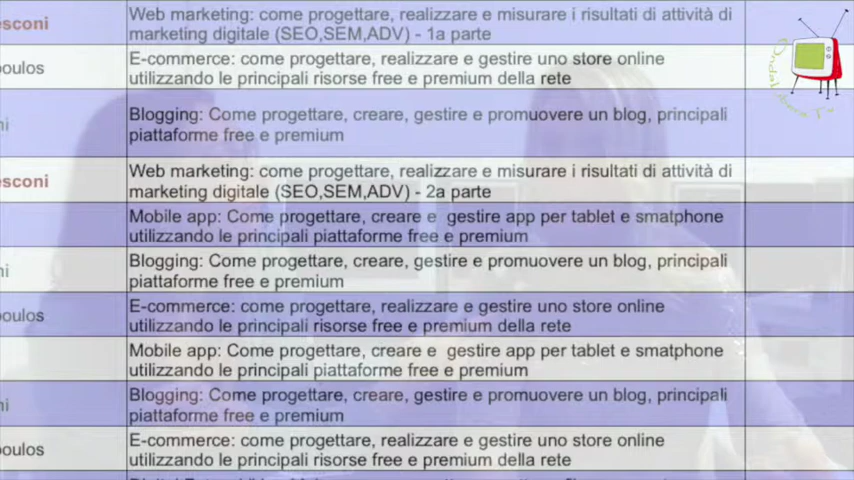 esconi
Web marketing: come progettare, realizzare e misurare i risultati di attività di
marketing digitale (SEO,SEM,ADV) - 1a parte
oulos
E-commerce: come progettare, realizzare e gestire uno store online
utilizzando le principali risorse free e premium della rete
ni
Blogging: Come progettare, creare, gestire e promuovere un blog, principali
piattaforme free e premium
esconi
Web marketing: come progettare, realizzare e misurare i risultati di attività di
marketing digitale (SEO,SEM,ADV) - 2a parte
Mobile app: Come progettare, creare e gestire app per tablet e smatphone
utilizzando le principali piattaforme free e premium
ni
Blogging: Come progettare, creare, gestire e promuovere un blog, principali
piattaforme free e premium
oulos
E-commerce: come progettare, realizzare e gestire uno store online
utilizzando le principali risorse free e premium della rete
Mobile app: Come progettare, creare e gestire app per tablet e smatphone
utilizzando le principali piattaforme free e premium
ni
Blogging: Come progettare, creare, gestire e promuovere un blog, principali
piattaforme free e premium
oulos
E-commerce: come progettare, realizzare e gestire uno store online
utilizzando le principali risorse free e premium della rete